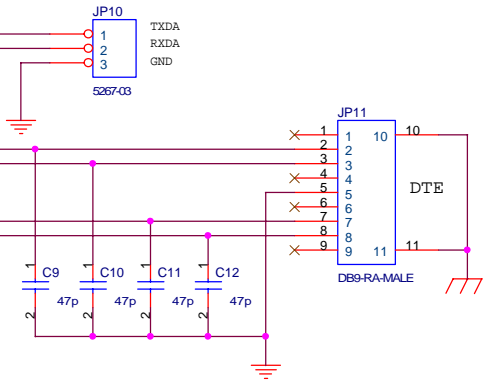 JP10
1 TXDA
2 RXDA
3 GND
5267-03
JP11
1 1 10 10
2 2
3 3
4 4
5 5 DTE
6 6
7 7
8 8
9 9 11 11
DB9-RA-MALE
1 C9 1 C10 1 C11 1 C12
2 47p 2 47p 2 47p 2 47p